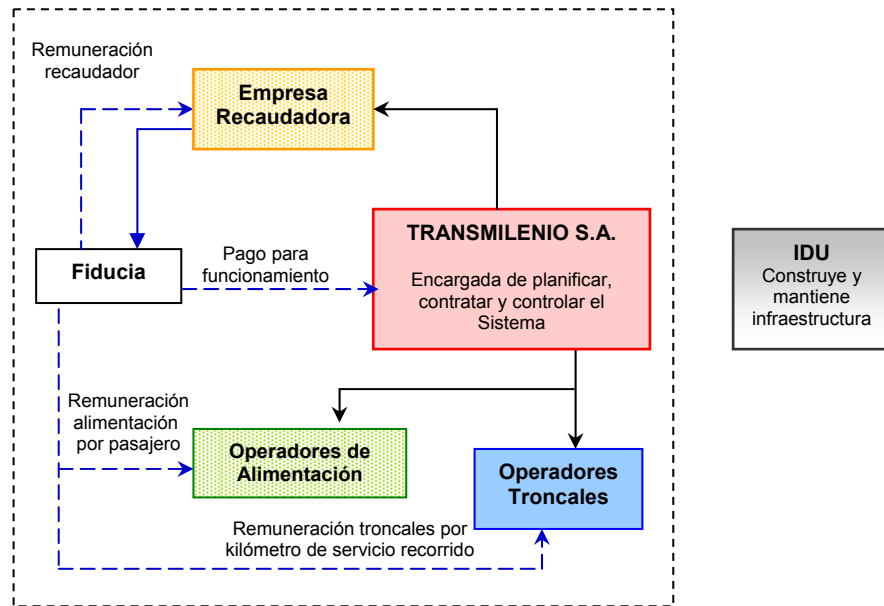 Remuneración
recaudador
Empresa
Recaudadora
TRANSMILENIO S.A.
Encargada de planificar,
contratar y controlar el
Sistema
IDU
Construye y
mantiene
infraestructura
Fiducia
Pago para
funcionamiento
Remuneración
alimentación
por pasajero
Operadores de
Alimentación
Operadores
Troncales
Remuneración troncales por
kilómetro de servicio recorrido